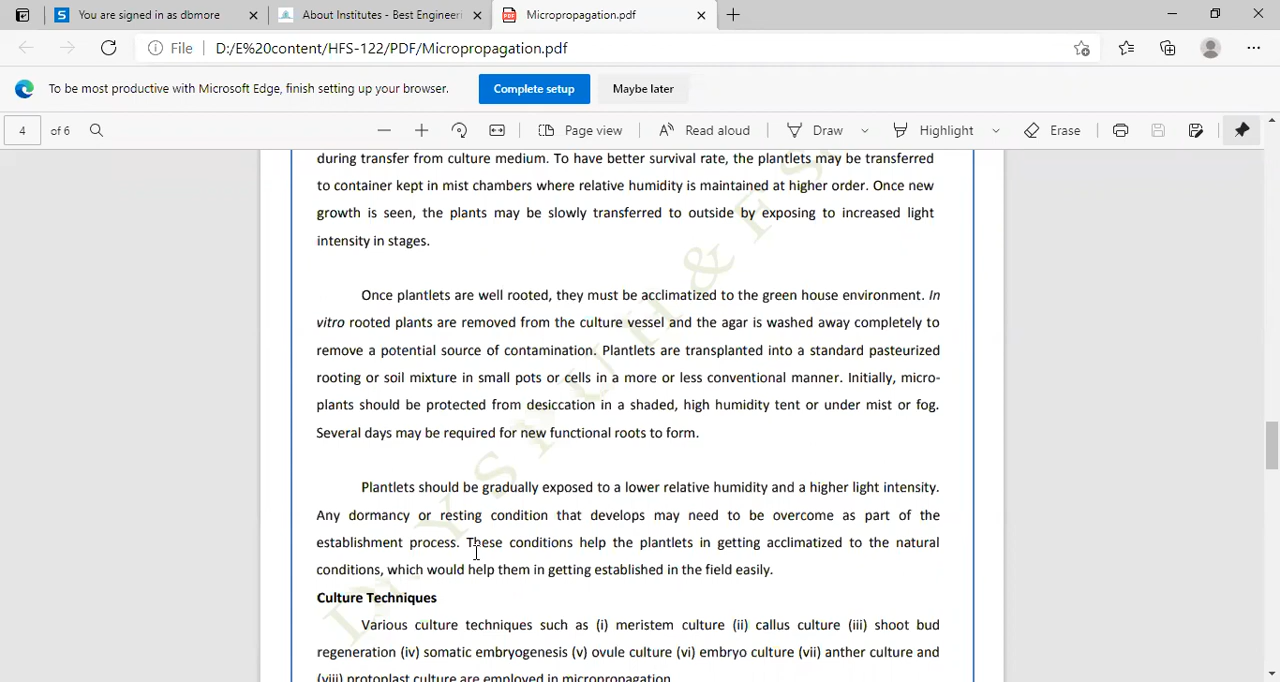 You are signed in as dbmore
About Institutes - Best Engineeri
Micropropagation.pdf
File
D:/E%20content/HFS-122/PDF/Micropropagation.pdf
To be most productive with Microsoft Edge, finish setting up your browser.
Complete setup
Maybe later
4 of 6
Page view
Read aloud
Draw
Highlight
Erase
during transfer from culture medium. To have better survival rate, the plantlets may be transferred
to container kept in mist chambers where relative humidity is maintained at higher order. Once new
growth is seen, the plants may be slowly transferred to outside by exposing to increased light
intensity in stages.
Once plantlets are well rooted, they must be acclimatized to the green house environment. In
vitro rooted plants are removed from the culture vessel and the agar is washed away completely to
remove a potential source of contamination. Plantlets are transplanted into a standard pasteurized
rooting or soil mixture in small pots or cells in a more or less conventional manner. Initially, micro-
plants should be protected from desiccation in a shaded, high humidity tent or under mist or fog.
Several days may be required for new functional roots to form.
Plantlets should be gradually exposed to a lower relative humidity and a higher light intensity.
Any dormancy or resting condition that develops may need to be overcome as part of the
establishment process. These conditions help the plantlets in getting acclimatized to the natural
conditions, which would help them in getting established in the field easily.
Culture Techniques
Various culture techniques such as (i) meristem culture (ii) callus culture (iii) shoot bud
regeneration (iv) somatic embryogenesis (v) ovule culture (vi) embryo culture (vii) anther culture and
(viii) protoplast culture are employed in micropropagation.
Dr. Y S R U H & F S